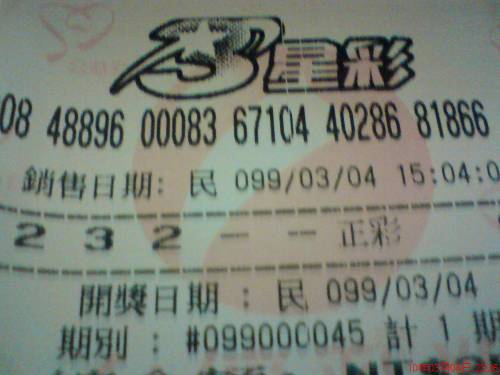 3星彩
08 48896 00083 67104 40286 81866
銷售日期: 民 099/03/04 15:04:0
2 3 2 — — 正彩
開獎日期 : 民 099/03/04
期別 : #099000045 計 1 期